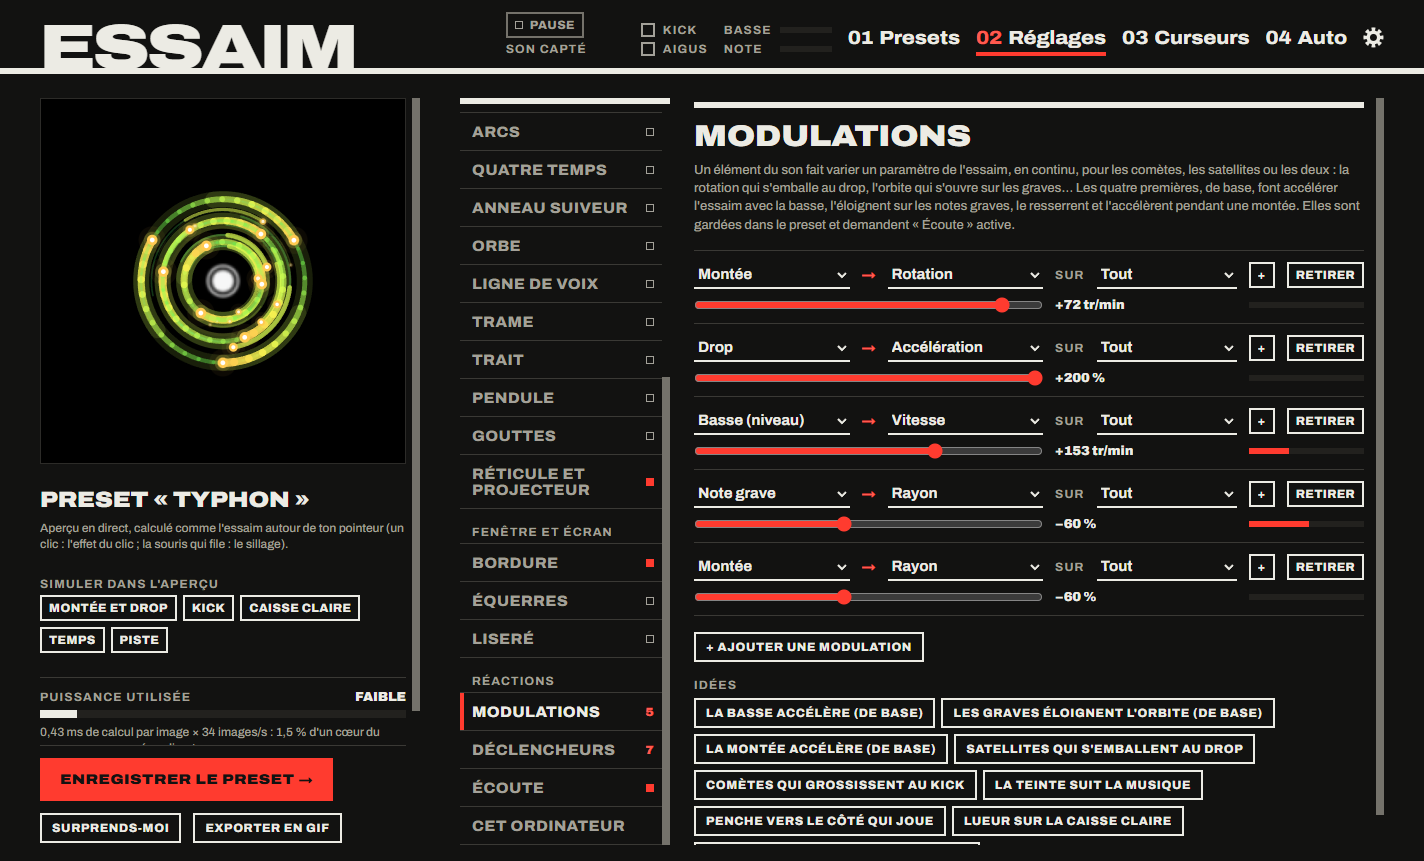 ESSAIM
PAUSE
SON CAPTÉ
KICK
AIGUS
BASSE
NOTE
01 Presets
02 Réglages
03 Curseurs
04 Auto
PRESET « TYPHON »
Aperçu en direct, calculé comme l'essaim autour de ton pointeur (un
clic : l'effet du clic ; la souris qui file : le sillage).
SIMULER DANS L'APERÇU
MONTÉE ET DROP
KICK
CAISSE CLAIRE
TEMPS
PISTE
PUISSANCE UTILISÉE
FAIBLE
0,43 ms de calcul par image × 34 images/s : 1,5 % d'un cœur du
ENREGISTRER LE PRESET →
SURPRENDS-MOI
EXPORTER EN GIF
ARCS
QUATRE TEMPS
ANNEAU SUIVEUR
ORBE
LIGNE DE VOIX
TRAME
TRAIT
PENDULE
GOUTTES
RÉTICULE ET
PROJECTEUR
FENÊTRE ET ÉCRAN
BORDURE
ÉQUERRES
LISERÉ
RÉACTIONS
MODULATIONS 5
DÉCLENCHEURS 7
ÉCOUTE
CET ORDINATEUR
MODULATIONS
Un élément du son fait varier un paramètre de l'essaim, en continu, pour les comètes, les satellites ou les deux : la
rotation qui s'emballe au drop, l'orbite qui s'ouvre sur les graves… Les quatre premières, de base, font accélérer
l'essaim avec la basse, l'éloignent sur les notes graves, le resserrent et l'accélèrent pendant une montée. Elles sont
gardées dans le preset et demandent « Écoute » active.
Montée → Rotation SUR Tout + RETIRER
+72 tr/min
Drop → Accélération SUR Tout + RETIRER
+200 %
Basse (niveau) → Vitesse SUR Tout + RETIRER
+153 tr/min
Note grave → Rayon SUR Tout + RETIRER
−60 %
Montée → Rayon SUR Tout + RETIRER
−60 %
+ AJOUTER UNE MODULATION
IDÉES
LA BASSE ACCÉLÈRE (DE BASE)
LES GRAVES ÉLOIGNENT L'ORBITE (DE BASE)
LA MONTÉE ACCÉLÈRE (DE BASE)
SATELLITES QUI S'EMBALLENT AU DROP
COMÈTES QUI GROSSISSENT AU KICK
LA TEINTE SUIT LA MUSIQUE
PENCHE VERS LE CÔTÉ QUI JOUE
LUEUR SUR LA CAISSE CLAIRE